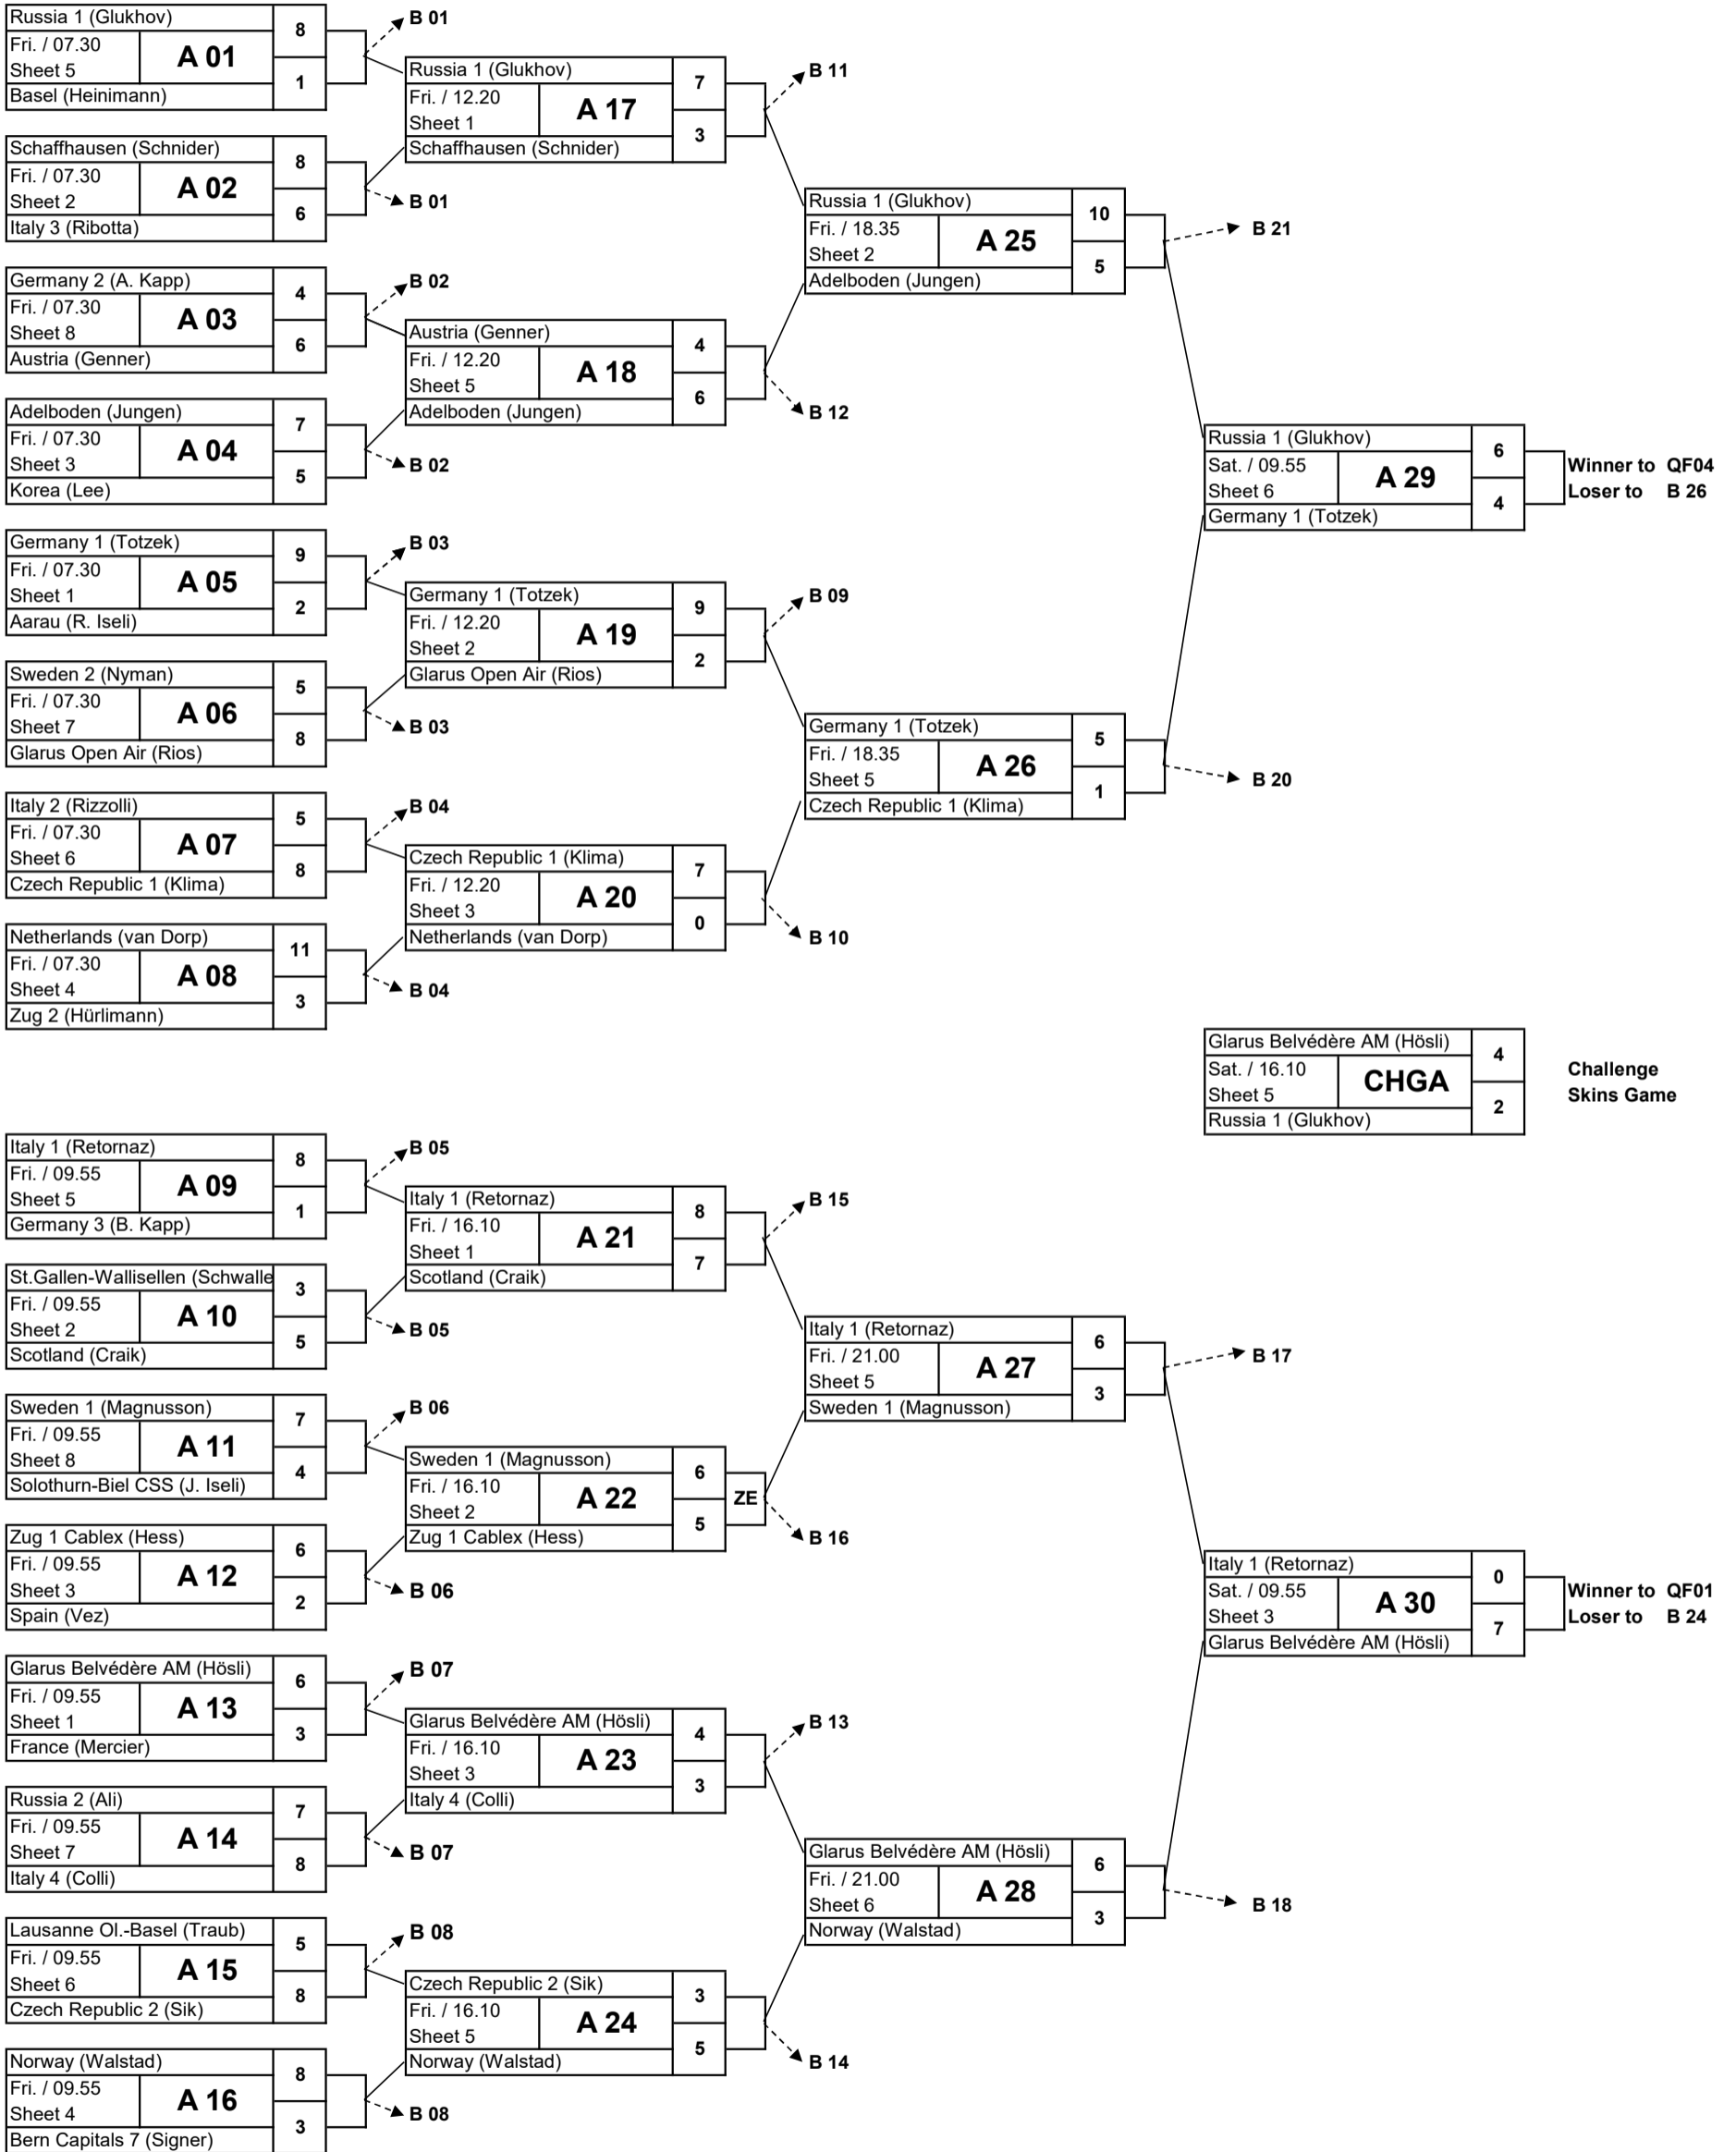 Russia 1 (Glukhov)
8
Fri. / 07.30
Sheet 5
A 01
1
Basel (Heinimann)
B 01
Schaffhausen (Schnider)
8
Fri. / 07.30
Sheet 2
A 02
6
Italy 3 (Ribotta)
B 01
Germany 2 (A. Kapp)
4
Fri. / 07.30
Sheet 8
A 03
6
Austria (Genner)
B 02
Adelboden (Jungen)
7
Fri. / 07.30
Sheet 3
A 04
5
Korea (Lee)
B 02
Germany 1 (Totzek)
9
Fri. / 07.30
Sheet 1
A 05
2
Aarau (R. Iseli)
B 03
Sweden 2 (Nyman)
5
Fri. / 07.30
Sheet 7
A 06
8
Glarus Open Air (Rios)
B 03
Italy 2 (Rizzolli)
5
Fri. / 07.30
Sheet 6
A 07
8
Czech Republic 1 (Klima)
B 04
Netherlands (van Dorp)
11
Fri. / 07.30
Sheet 4
A 08
3
Zug 2 (Hürlimann)
B 04
Russia 1 (Glukhov)
7
Fri. / 12.20
Sheet 1
A 17
3
Schaffhausen (Schnider)
B 11
Austria (Genner)
4
Fri. / 12.20
Sheet 5
A 18
6
Adelboden (Jungen)
B 12
Germany 1 (Totzek)
9
Fri. / 12.20
Sheet 2
A 19
2
Glarus Open Air (Rios)
B 09
Czech Republic 1 (Klima)
7
Fri. / 12.20
Sheet 3
A 20
0
Netherlands (van Dorp)
B 10
Russia 1 (Glukhov)
10
Fri. / 18.35
Sheet 2
A 25
5
Adelboden (Jungen)
B 21
Germany 1 (Totzek)
5
Fri. / 18.35
Sheet 5
A 26
1
Czech Republic 1 (Klima)
B 20
Russia 1 (Glukhov)
6
Sat. / 09.55
Sheet 6
A 29
4
Germany 1 (Totzek)
Winner to QF04
Loser to B 26
Glarus Belvédère AM (Hösli)
4
Sat. / 16.10
Sheet 5
CHGA
2
Russia 1 (Glukhov)
Challenge
Skins Game
Italy 1 (Retornaz)
8
Fri. / 09.55
Sheet 5
A 09
1
Germany 3 (B. Kapp)
B 05
St.Gallen-Wallisellen (Schwalle
3
Fri. / 09.55
Sheet 2
A 10
5
Scotland (Craik)
B 05
Sweden 1 (Magnusson)
7
Fri. / 09.55
Sheet 8
A 11
4
Solothurn-Biel CSS (J. Iseli)
B 06
Zug 1 Cablex (Hess)
6
Fri. / 09.55
Sheet 3
A 12
2
Spain (Vez)
B 06
Glarus Belvédère AM (Hösli)
6
Fri. / 09.55
Sheet 1
A 13
3
France (Mercier)
B 07
Russia 2 (Ali)
7
Fri. / 09.55
Sheet 7
A 14
8
Italy 4 (Colli)
B 07
Lausanne Ol.-Basel (Traub)
5
Fri. / 09.55
Sheet 6
A 15
8
Czech Republic 2 (Sik)
B 08
Norway (Walstad)
8
Fri. / 09.55
Sheet 4
A 16
3
Bern Capitals 7 (Signer)
B 08
Italy 1 (Retornaz)
8
Fri. / 16.10
Sheet 1
A 21
7
Scotland (Craik)
B 15
Sweden 1 (Magnusson)
6
Fri. / 16.10
Sheet 2
A 22
5
ZE
Zug 1 Cablex (Hess)
B 16
Glarus Belvédère AM (Hösli)
4
Fri. / 16.10
Sheet 3
A 23
3
Italy 4 (Colli)
B 13
Czech Republic 2 (Sik)
3
Fri. / 16.10
Sheet 5
A 24
5
Norway (Walstad)
B 14
Italy 1 (Retornaz)
6
Fri. / 21.00
Sheet 5
A 27
3
Sweden 1 (Magnusson)
B 17
Glarus Belvédère AM (Hösli)
6
Fri. / 21.00
Sheet 6
A 28
3
Norway (Walstad)
B 18
Italy 1 (Retornaz)
0
Sat. / 09.55
Sheet 3
A 30
7
Glarus Belvédère AM (Hösli)
Winner to QF01
Loser to B 24